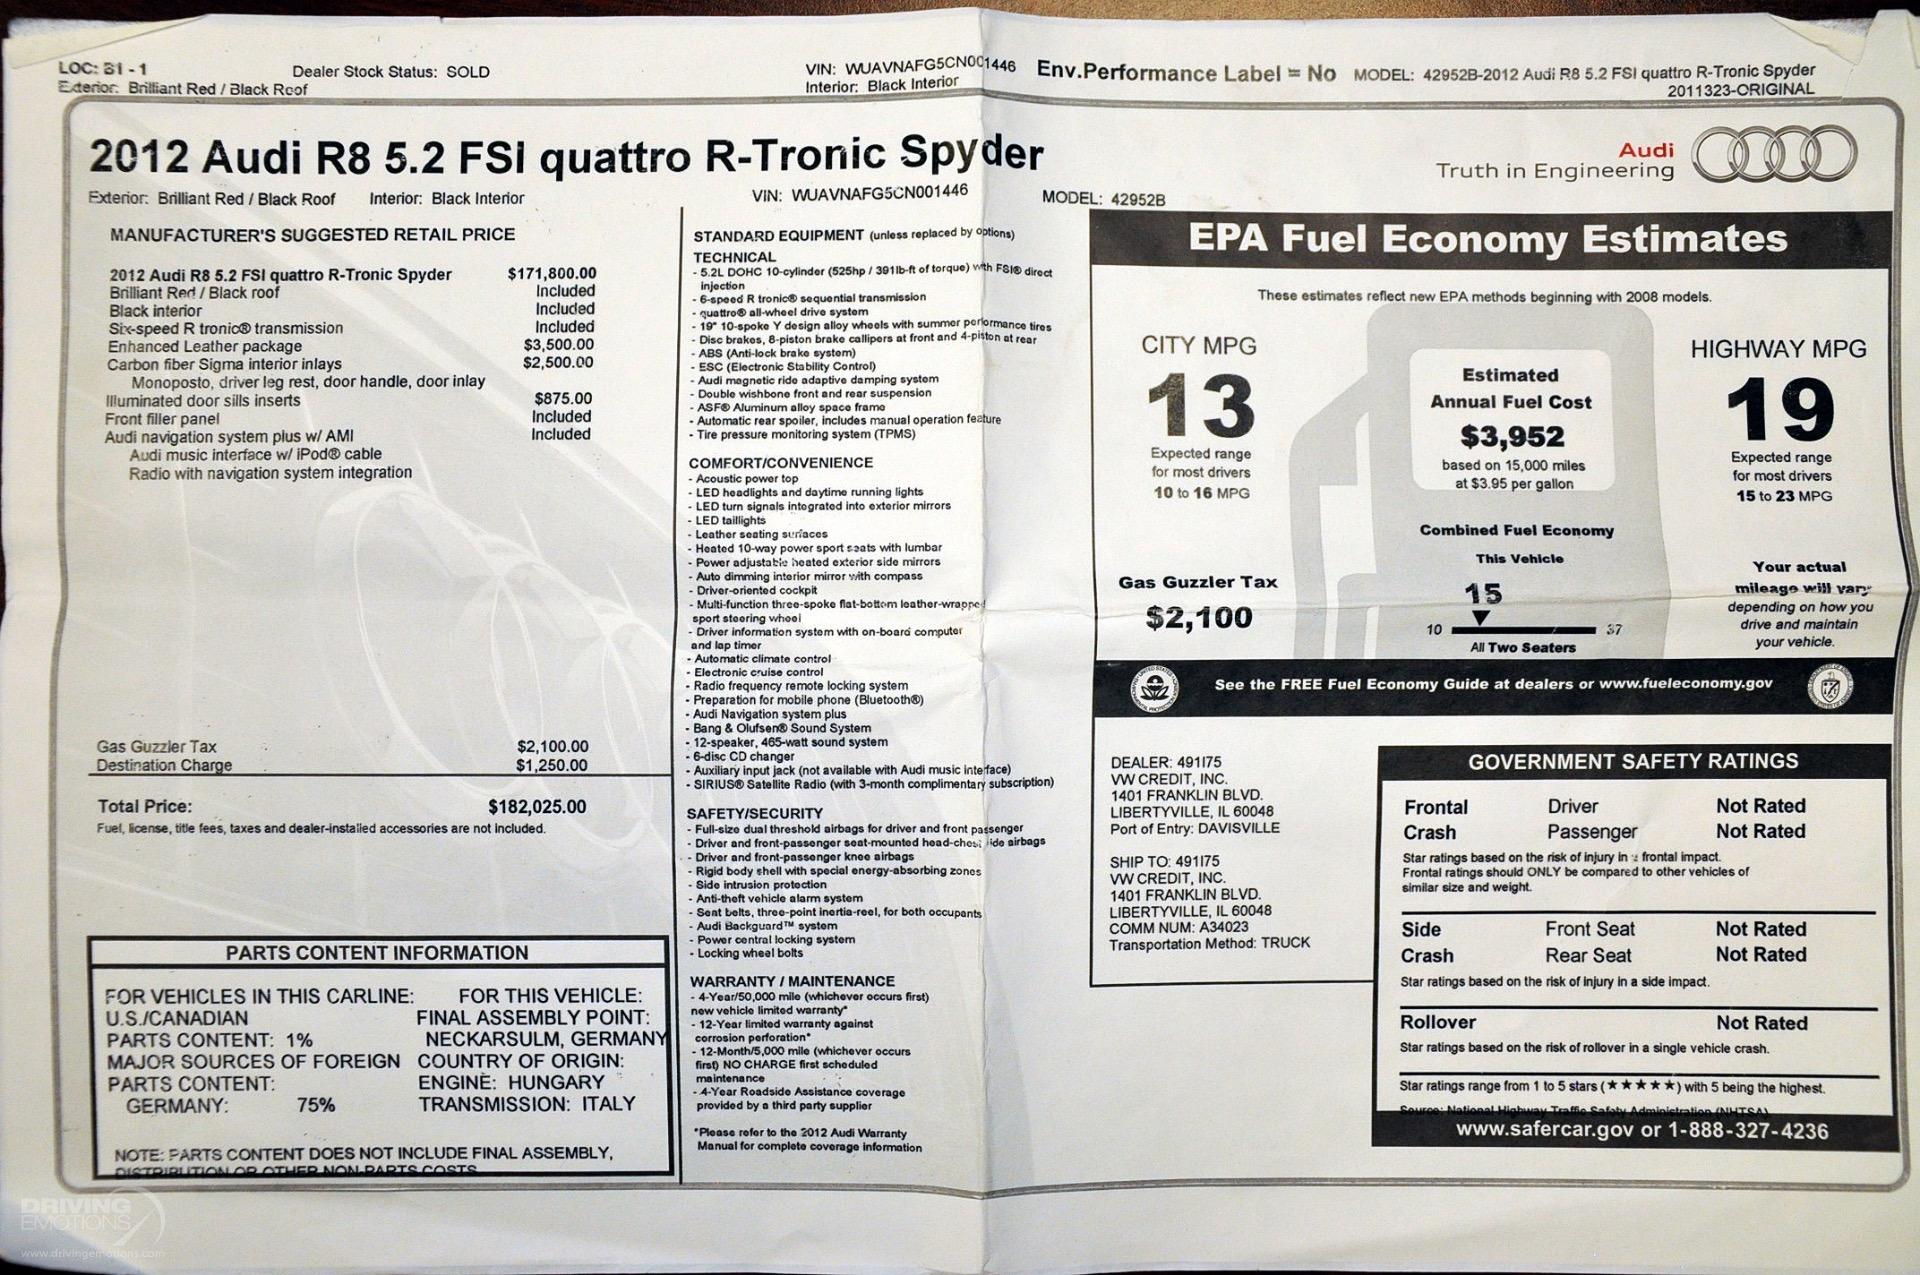 LOC: B1 - 1
Dealer Stock Status: SOLD
VIN: WUAVNAFG5CN001446
Env.Performance Label = No
MODEL: 42952B-2012 Audi R8 5.2 FSI quattro R-Tronic Spyder
Exterior: Brilliant Red / Black Roof
Interior: Black Interior
2011323-ORIGINAL
2012 Audi R8 5.2 FSI quattro R-Tronic Spyder
Audi
Truth in Engineering
Exterior: Brilliant Red / Black Roof
Interior: Black Interior
VIN: WUAVNAFG5CN001446
MODEL: 42952B
MANUFACTURER'S SUGGESTED RETAIL PRICE
2012 Audi R8 5.2 FSI quattro R-Tronic Spyder $171,800.00
Brilliant Red / Black roof Included
Black interior Included
Six-speed R tronic® transmission Included
Enhanced Leather package $3,500.00
Carbon fiber Sigma interior inlays $2,500.00
Monoposto, driver leg rest, door handle, door inlay
Illuminated door sills inserts $875.00
Front filler panel Included
Audi navigation system plus w/ AMI Included
Audi music interface w/ iPod® cable
Radio with navigation system integration
Gas Guzzler Tax $2,100.00
Destination Charge $1,250.00
Total Price: $182,025.00
Fuel, license, title fees, taxes and dealer-installed accessories are not included.
PARTS CONTENT INFORMATION
FOR VEHICLES IN THIS CARLINE:
U.S./CANADIAN
PARTS CONTENT: 1%
MAJOR SOURCES OF FOREIGN
PARTS CONTENT:
GERMANY: 75%
FOR THIS VEHICLE:
FINAL ASSEMBLY POINT:
NECKARSULM, GERMANY
COUNTRY OF ORIGIN:
ENGINE: HUNGARY
TRANSMISSION: ITALY
NOTE: PARTS CONTENT DOES NOT INCLUDE FINAL ASSEMBLY,
DISTRIBUTION OR OTHER NON-PARTS COSTS
STANDARD EQUIPMENT (unless replaced by options)
TECHNICAL
- 5.2L DOHC 10-cylinder (525hp / 391lb-ft of torque) with FSI® direct
injection
- 6-speed R tronic® sequential transmission
- quattro® all-wheel drive system
- 19" 10-spoke Y design alloy wheels with summer performance tires
- Disc brakes, 8-piston brake callipers at front and 4-piston at rear
- ABS (Anti-lock brake system)
- ESC (Electronic Stability Control)
- Audi magnetic ride adaptive damping system
- Double wishbone front and rear suspension
- ASF® Aluminum alloy space frame
- Automatic rear spoiler, includes manual operation feature
- Tire pressure monitoring system (TPMS)
COMFORT/CONVENIENCE
- Acoustic power top
- LED headlights and daytime running lights
- LED turn signals integrated into exterior mirrors
- LED taillights
- Leather seating surfaces
- Heated 10-way power sport seats with lumbar
- Power adjustable heated exterior side mirrors
- Auto dimming interior mirror with compass
- Driver-oriented cockpit
- Multi-function three-spoke flat-bottom leather-wrapped
sport steering wheel
- Driver information system with on-board computer
and lap timer
- Automatic climate control
- Electronic cruise control
- Radio frequency remote locking system
- Preparation for mobile phone (Bluetooth®)
- Audi Navigation system plus
- Bang & Olufsen® Sound System
- 12-speaker, 465-watt sound system
- 6-disc CD changer
- Auxiliary input jack (not available with Audi music interface)
- SIRIUS® Satellite Radio (with 3-month complimentary subscription)
SAFETY/SECURITY
- Full-size dual threshold airbags for driver and front passenger
- Driver and front-passenger seat-mounted head-chest side airbags
- Driver and front-passenger knee airbags
- Rigid body shell with special energy-absorbing zones
- Side intrusion protection
- Anti-theft vehicle alarm system
- Seat belts, three-point inertia-reel, for both occupants
- Audi Backguard™ system
- Power central locking system
- Locking wheel bolts
WARRANTY / MAINTENANCE
- 4-Year/50,000 mile (whichever occurs first)
new vehicle limited warranty*
- 12-Year limited warranty against
corrosion perforation*
- 12-Month/5,000 mile (whichever occurs
first) NO CHARGE first scheduled
maintenance
- 4-Year Roadside Assistance coverage
provided by a third party supplier
*Please refer to the 2012 Audi Warranty
Manual for complete coverage information
EPA Fuel Economy Estimates
These estimates reflect new EPA methods beginning with 2008 models.
CITY MPG
13
Expected range
for most drivers
10 to 16 MPG
Gas Guzzler Tax
$2,100
Estimated
Annual Fuel Cost
$3,952
based on 15,000 miles
at $3.95 per gallon
Combined Fuel Economy
This Vehicle
15
10 37
All Two Seaters
HIGHWAY MPG
19
Expected range
for most drivers
15 to 23 MPG
Your actual
mileage will vary
depending on how you
drive and maintain
your vehicle.
See the FREE Fuel Economy Guide at dealers or www.fueleconomy.gov
DEALER: 491I75
VW CREDIT, INC.
1401 FRANKLIN BLVD.
LIBERTYVILLE, IL 60048
Port of Entry: DAVISVILLE
SHIP TO: 491I75
VW CREDIT, INC.
1401 FRANKLIN BLVD.
LIBERTYVILLE, IL 60048
COMM NUM: A34023
Transportation Method: TRUCK
GOVERNMENT SAFETY RATINGS
Frontal Driver Not Rated
Crash Passenger Not Rated
Star ratings based on the risk of injury in a frontal impact.
Frontal ratings should ONLY be compared to other vehicles of
similar size and weight.
Side Front Seat Not Rated
Crash Rear Seat Not Rated
Star ratings based on the risk of injury in a side impact.
Rollover Not Rated
Star ratings based on the risk of rollover in a single vehicle crash.
Star ratings range from 1 to 5 stars (★★★★★) with 5 being the highest.
Source: National Highway Traffic Safety Administration (NHTSA)
www.safercar.gov or 1-888-327-4236
DRIVING
EMOTIONS
www.drivingemotions.com